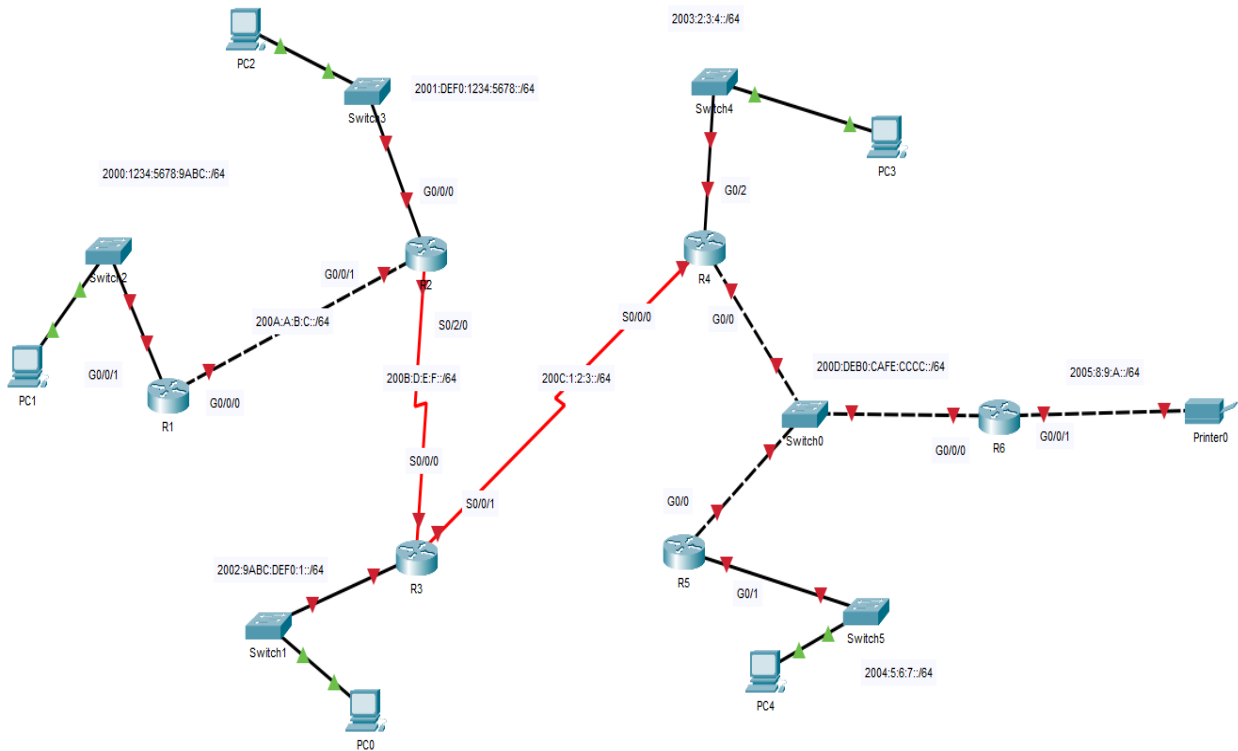 2003:2:3:4::/64
PC2
2001:DEF0:1234:5678::/64
Switch4
Switch3
PC3
2000:1234:5678:9ABC::/64
G0/2
G0/0/0
Switch2
G0/0/1
R2
R4
G0/0
200A:A:B:C::/64
S0/2/0
S0/0/0
200D:DEB0:CAFE:CCCC::/64
2005:8:9:A::/64
G0/0/1
PC1
200B:D:E:F::/64
200C:1:2:3::/64
G0/0/0
R1
Switch0
G0/0/0
R6
G0/0/1
Printer0
S0/0/0
S0/0/1
G0/0
2002:9ABC:DEF0:1::/64
R3
R5
G0/1
Switch1
Switch5
2004:5:6:7::/64
PC4
PC0